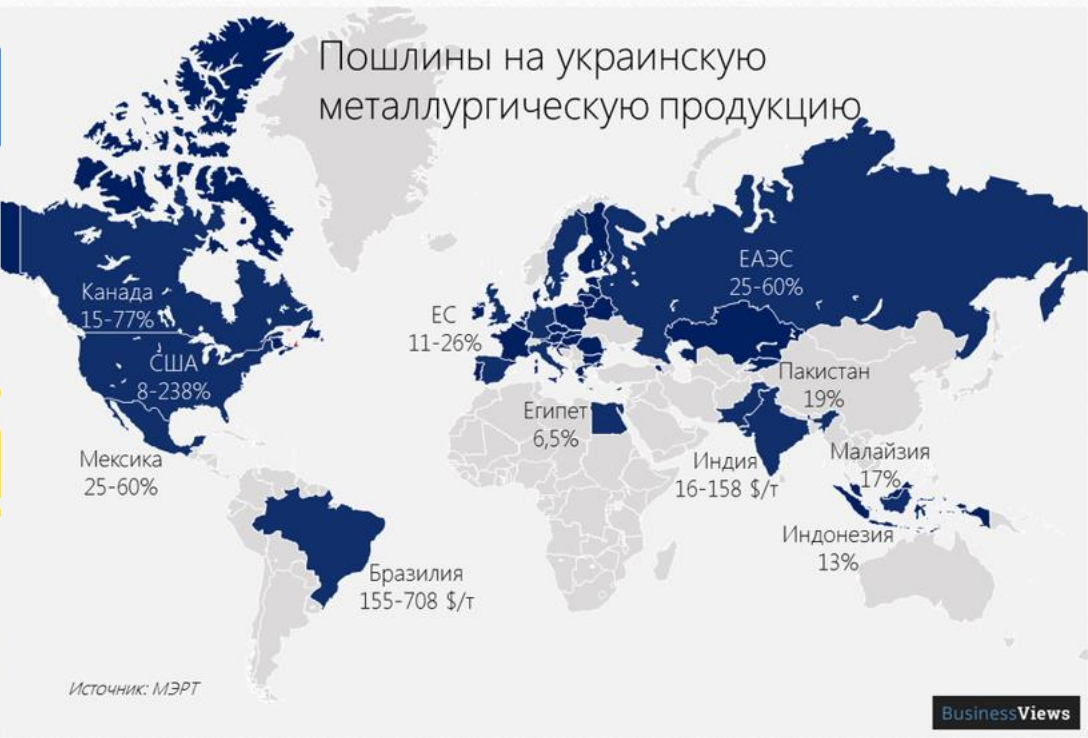 Пошлины на украинскую
металлургическую продукцию
Канада
15-77%
США
8-238%
Мексика
25-60%
Бразилия
155-708 $/т
ЕС
11-26%
Египет
6,5%
ЕАЭС
25-60%
Пакистан
19%
Индия
16-158 $/т
Малайзия
17%
Индонезия
13%
Источник: МЭРТ
BusinessViews